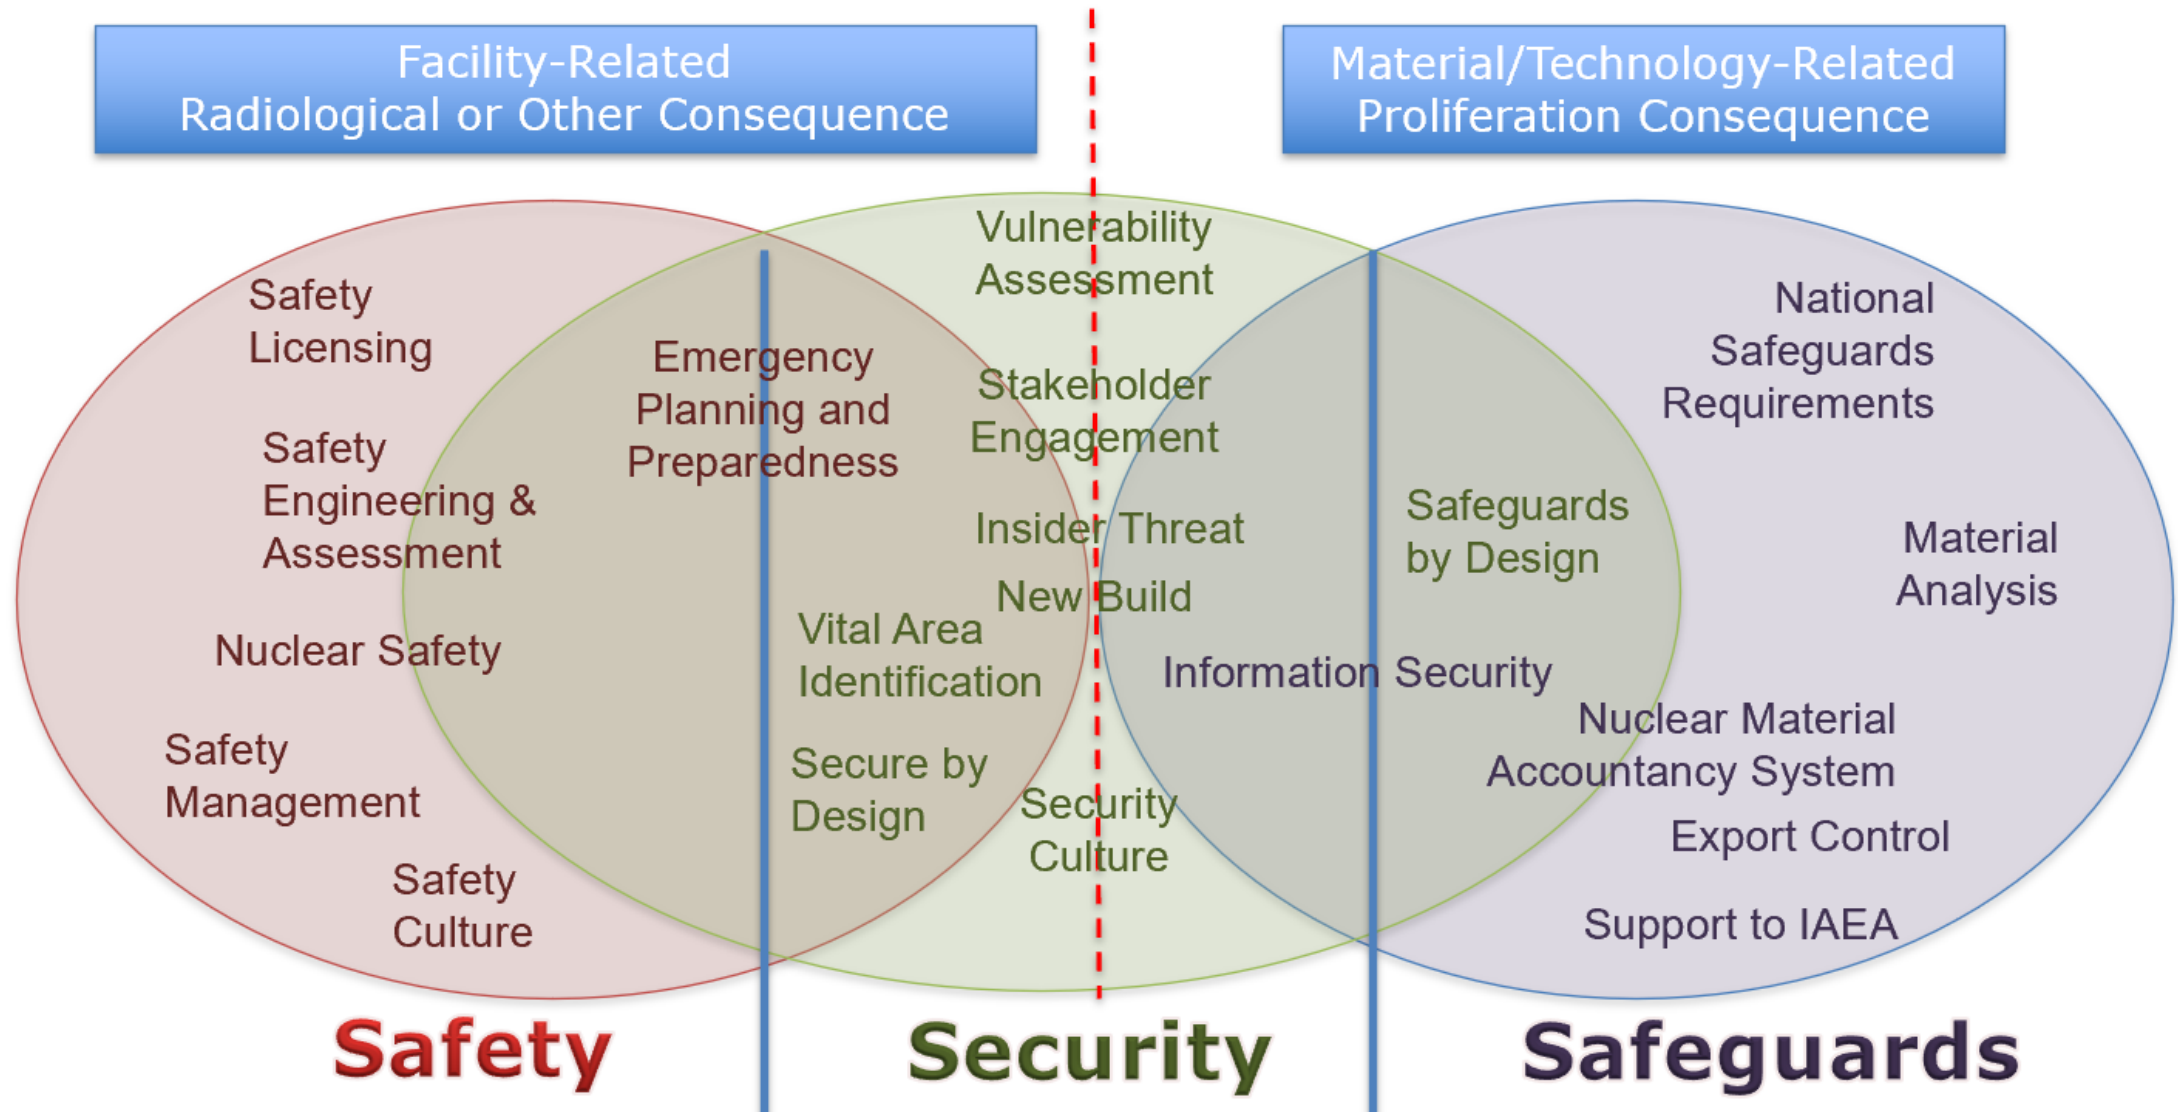 Facility-Related
Radiological or Other Consequence
Material/Technology-Related
Proliferation Consequence
Safety
Licensing
Safety
Engineering &
Assessment
Nuclear Safety
Safety
Management
Safety
Culture
Emergency
Planning and
Preparedness
Vital Area
Identification
Secure by
Design
Vulnerability
Assessment
Stakeholder
Engagement
Insider Threat
New Build
Security
Culture
Safeguards
by Design
Information Security
National
Safeguards
Requirements
Material
Analysis
Nuclear Material
Accountancy System
Export Control
Support to IAEA
Safety
Security
Safeguards